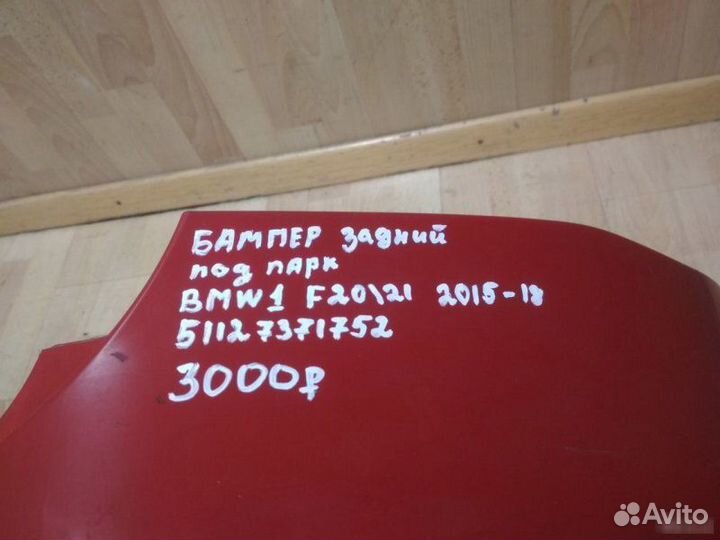 БАМПЕР задний
под парк
BMW1 F20\21 2015-18
51127371752
3000₽
Avito